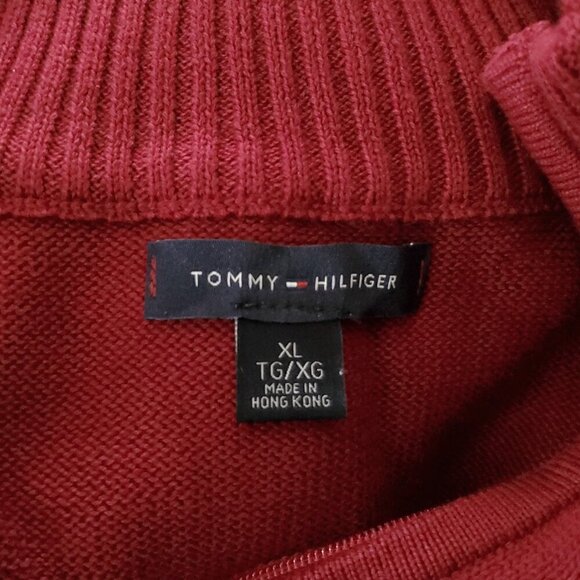 TOMMY HILFIGER
XL
TG/XG
MADE IN
HONG KONG